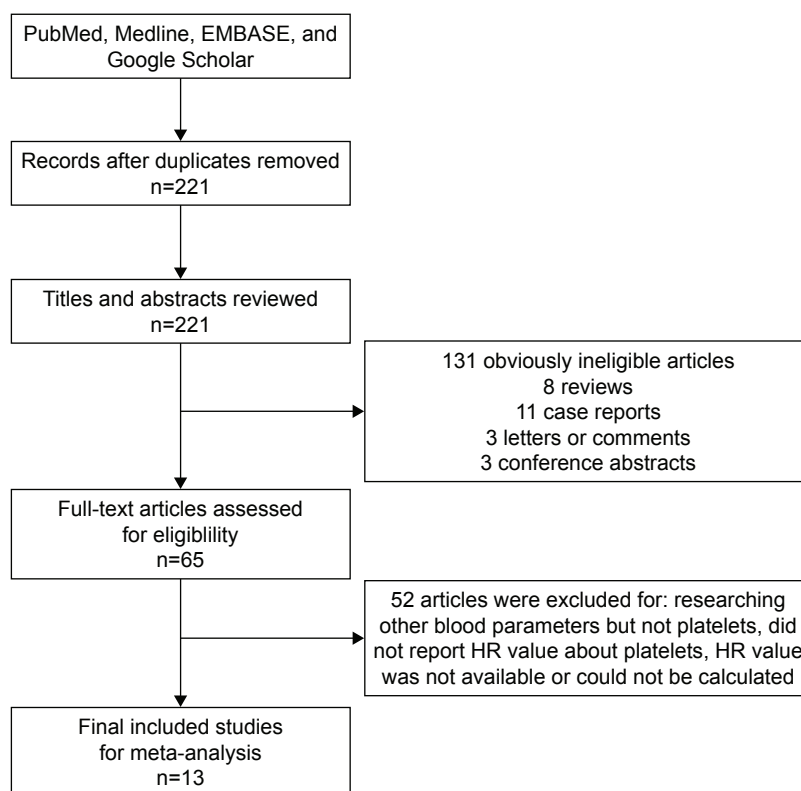 PubMed, Medline, EMBASE, and
Google Scholar
Records after duplicates removed
n=221
Titles and abstracts reviewed
n=221
131 obviously ineligible articles
8 reviews
11 case reports
3 letters or comments
3 conference abstracts
Full-text articles assessed
for eligiblility
n=65
52 articles were excluded for: researching
other blood parameters but not platelets, did
not report HR value about platelets, HR value
was not available or could not be calculated
Final included studies
for meta-analysis
n=13